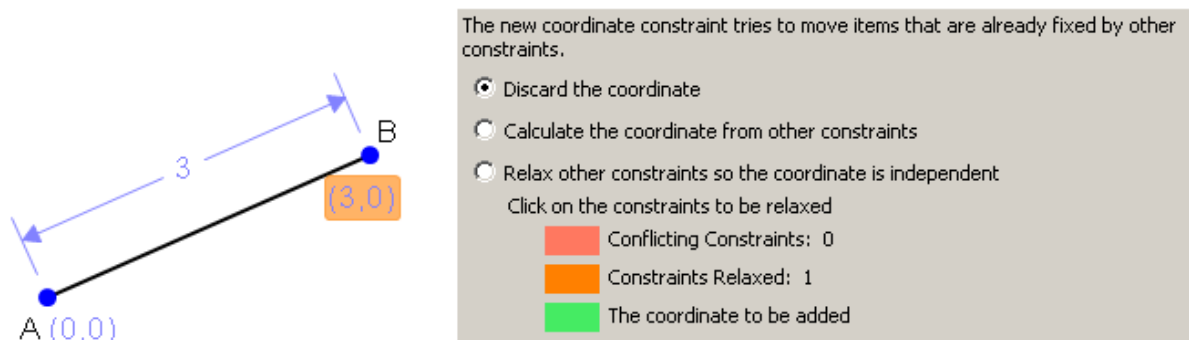 3
B
(3,0)
A (0,0)
The new coordinate constraint tries to move items that are already fixed by other
constraints.
Discard the coordinate
Calculate the coordinate from other constraints
Relax other constraints so the coordinate is independent
Click on the constraints to be relaxed
Conflicting Constraints: 0
Constraints Relaxed: 1
The coordinate to be added